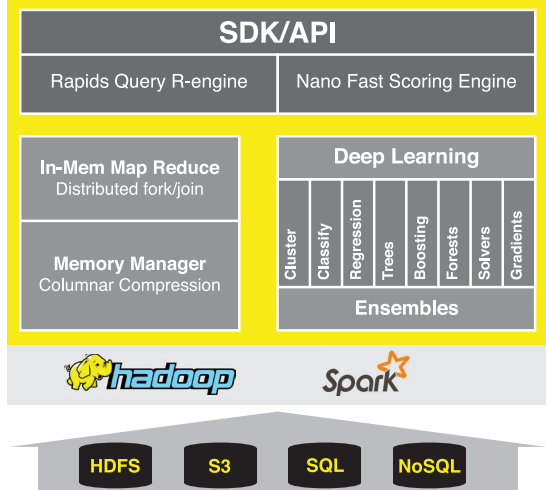 SDK/API
Rapids Query R-engine
Nano Fast Scoring Engine
In-Mem Map Reduce
Distributed fork/join
Memory Manager
Columnar Compression
Deep Learning
Cluster
Classify
Regression
Trees
Boosting
Forests
Solvers
Gradients
Ensembles
hadoop
Spark
HDFS
S3
SQL
NoSQL